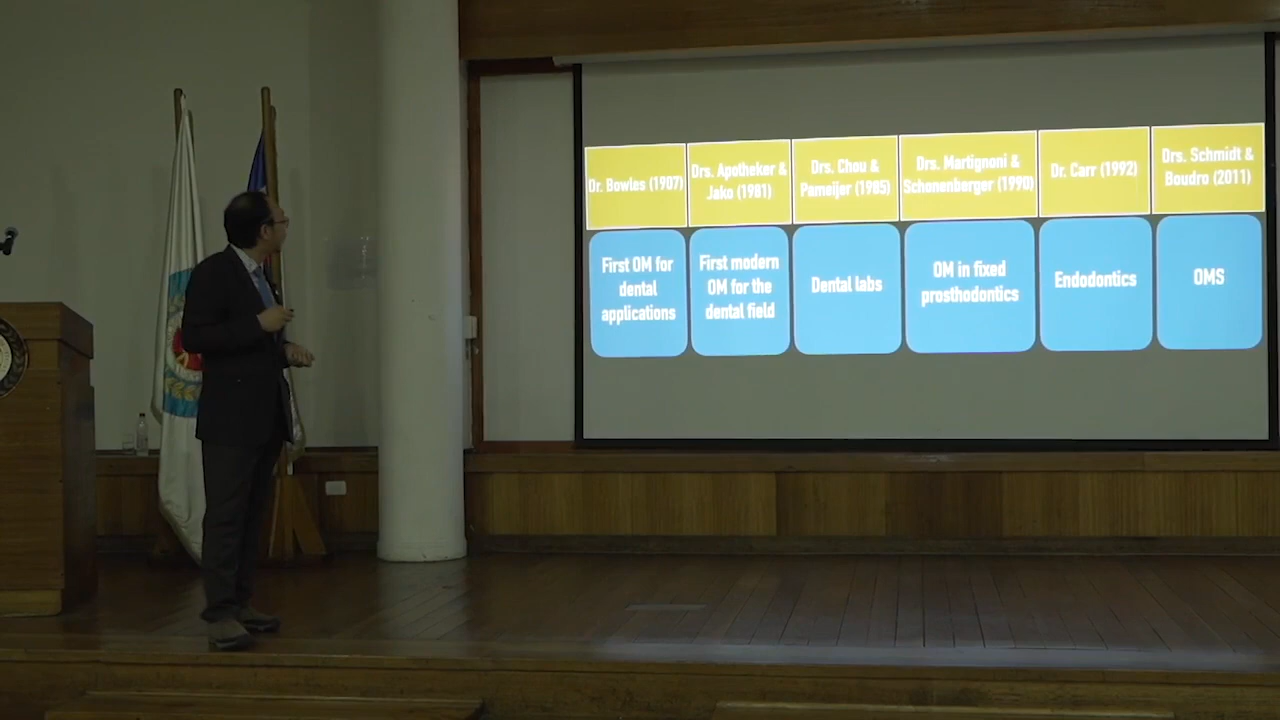 Dr. Bowles (1907)
Drs. Apotheker &
Jako (1981)
Drs. Chou &
Pameijer (1985)
Drs. Martignoni &
Schonenberger (1990)
Dr. Carr (1992)
Drs. Schmidt &
Boudro (2011)
First OM for
dental
applications
First modern
OM for the
dental field
Dental labs
OM in fixed
prosthodontics
Endodontics
OMS